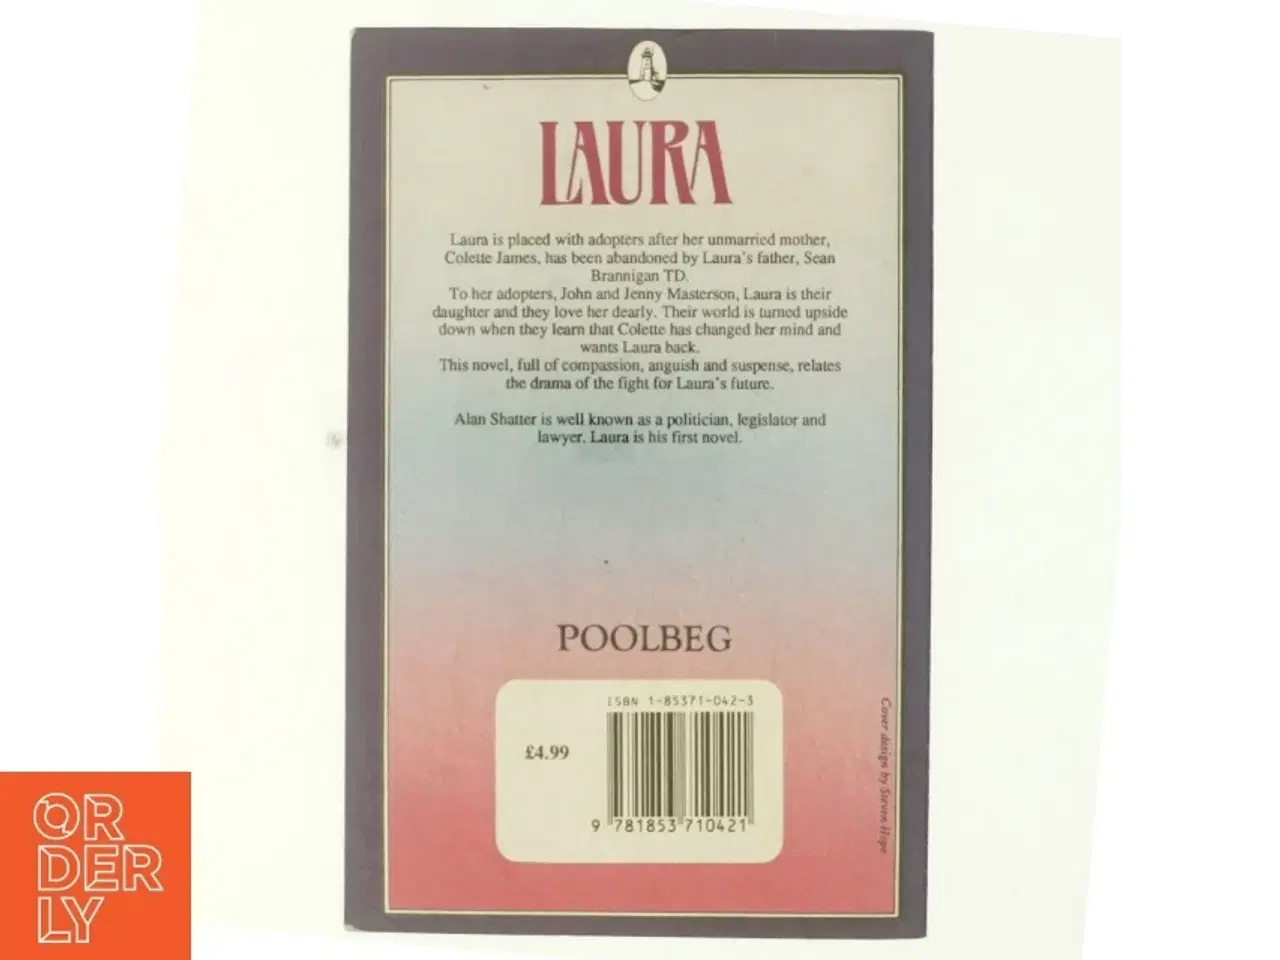 LAURA
Laura is placed with adopters after her unmarried mother,
Colette James, has been abandoned by Laura's father, Sean
Brannigan TD.
To her adopters, John and Jenny Masterson, Laura is their
daughter and they love her dearly. Their world is turned upside
down when they learn that Colette has changed her mind and
wants Laura back.
This novel, full of compassion, anguish and suspense, relates
the drama of the fight for Laura's future.
Alan Shatter is well known as a politician, legislator and
lawyer. Laura is his first novel.
POOLBEG
ISBN 1-85371-042-3
£4.99
9 781853 710421
Cover design by Steven Hope
OR
DER
LY